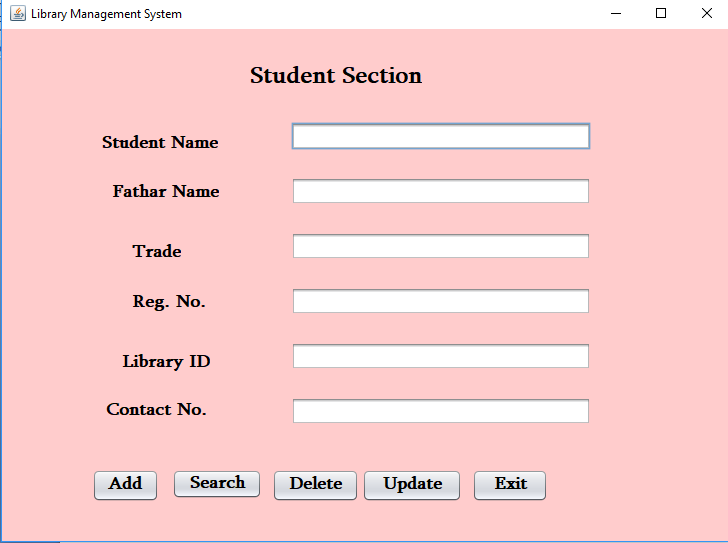 Library Management System
Student Section
Student Name
Fathar Name
Trade
Reg. No.
Library ID
Contact No.
Add Search Delete Update Exit